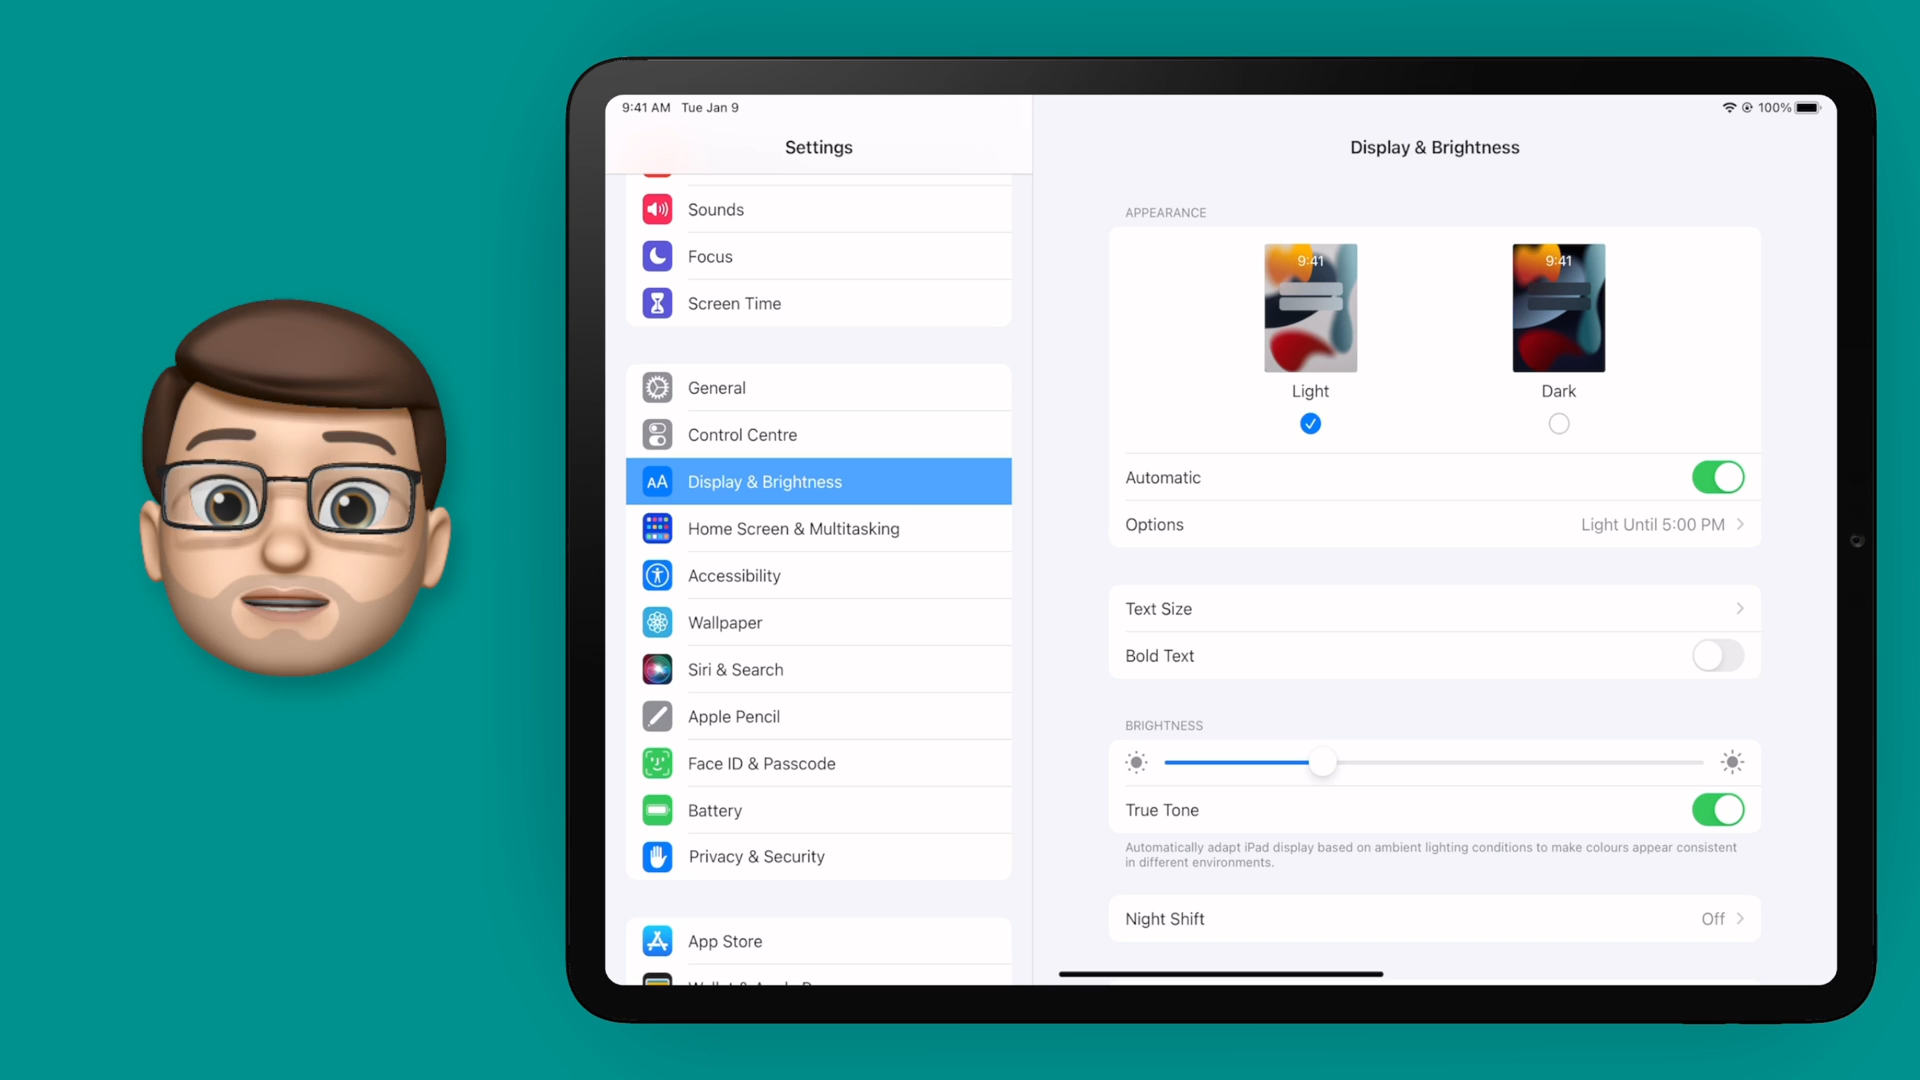 9:41 AM Tue Jan 9
100%
Settings
Sounds
Focus
Screen Time
General
Control Centre
AA Display & Brightness
Home Screen & Multitasking
Accessibility
Wallpaper
Siri & Search
Apple Pencil
Face ID & Passcode
Battery
Privacy & Security
App Store
Display & Brightness
APPEARANCE
9:41 9:41
Light Dark
Automatic
Options Light Until 5:00 PM
Text Size
Bold Text
BRIGHTNESS
True Tone
Automatically adapt iPad display based on ambient lighting conditions to make colours appear consistent
in different environments.
Night Shift Off